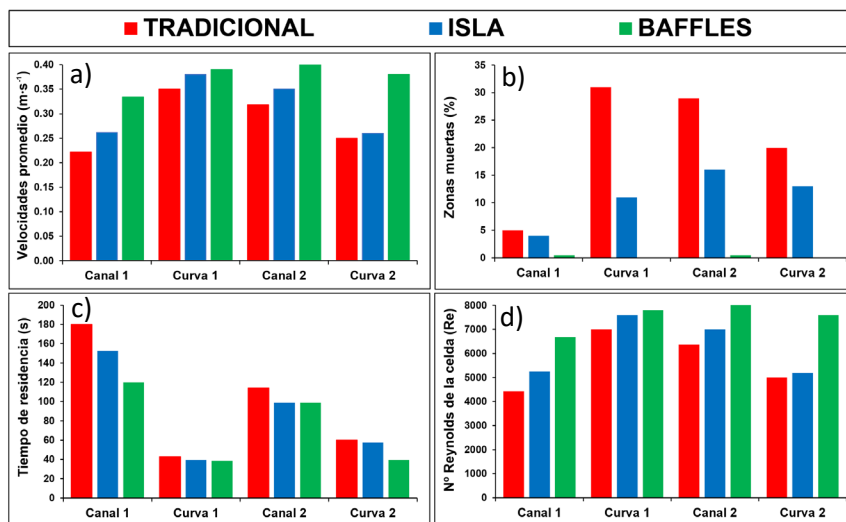 TRADICIONAL ISLA BAFFLES
a)
Velocidades promedio (m·s⁻¹)
0.40
0.35
0.30
0.25
0.20
0.15
0.10
0.05
0.00
Canal 1 Curva 1 Canal 2 Curva 2
b)
Zonas muertas (%)
35
30
25
20
15
10
5
0
Canal 1 Curva 1 Canal 2 Curva 2
c)
Tiempo de residencia (s)
200
180
160
140
120
100
80
60
40
20
0
Canal 1 Curva 1 Canal 2 Curva 2
d)
Nº Reynolds de la celda (Re)
8000
7000
6000
5000
4000
3000
2000
1000
0
Canal 1 Curva 1 Canal 2 Curva 2